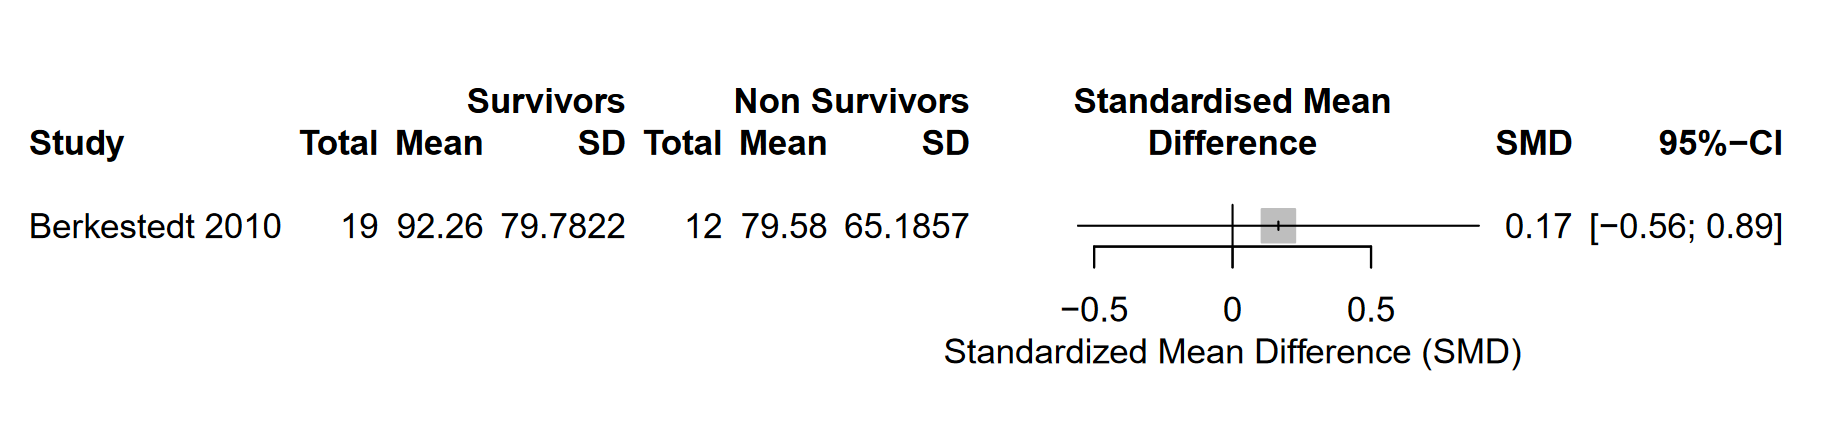 Survivors Non Survivors Standardised Mean
Study Total Mean SD Total Mean SD Difference SMD 95%−CI
Berkestedt 2010 19 92.26 79.7822 12 79.58 65.1857 0.17 [−0.56; 0.89]
−0.5 0 0.5
Standardized Mean Difference (SMD)